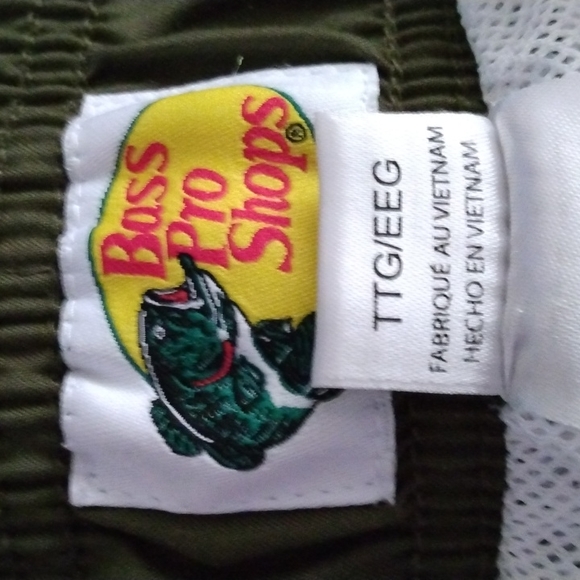 Bass
Pro
Shops®
TTG/EEG
FABRIQUÉ AU VIETNAM
HECHO EN VIETNAM